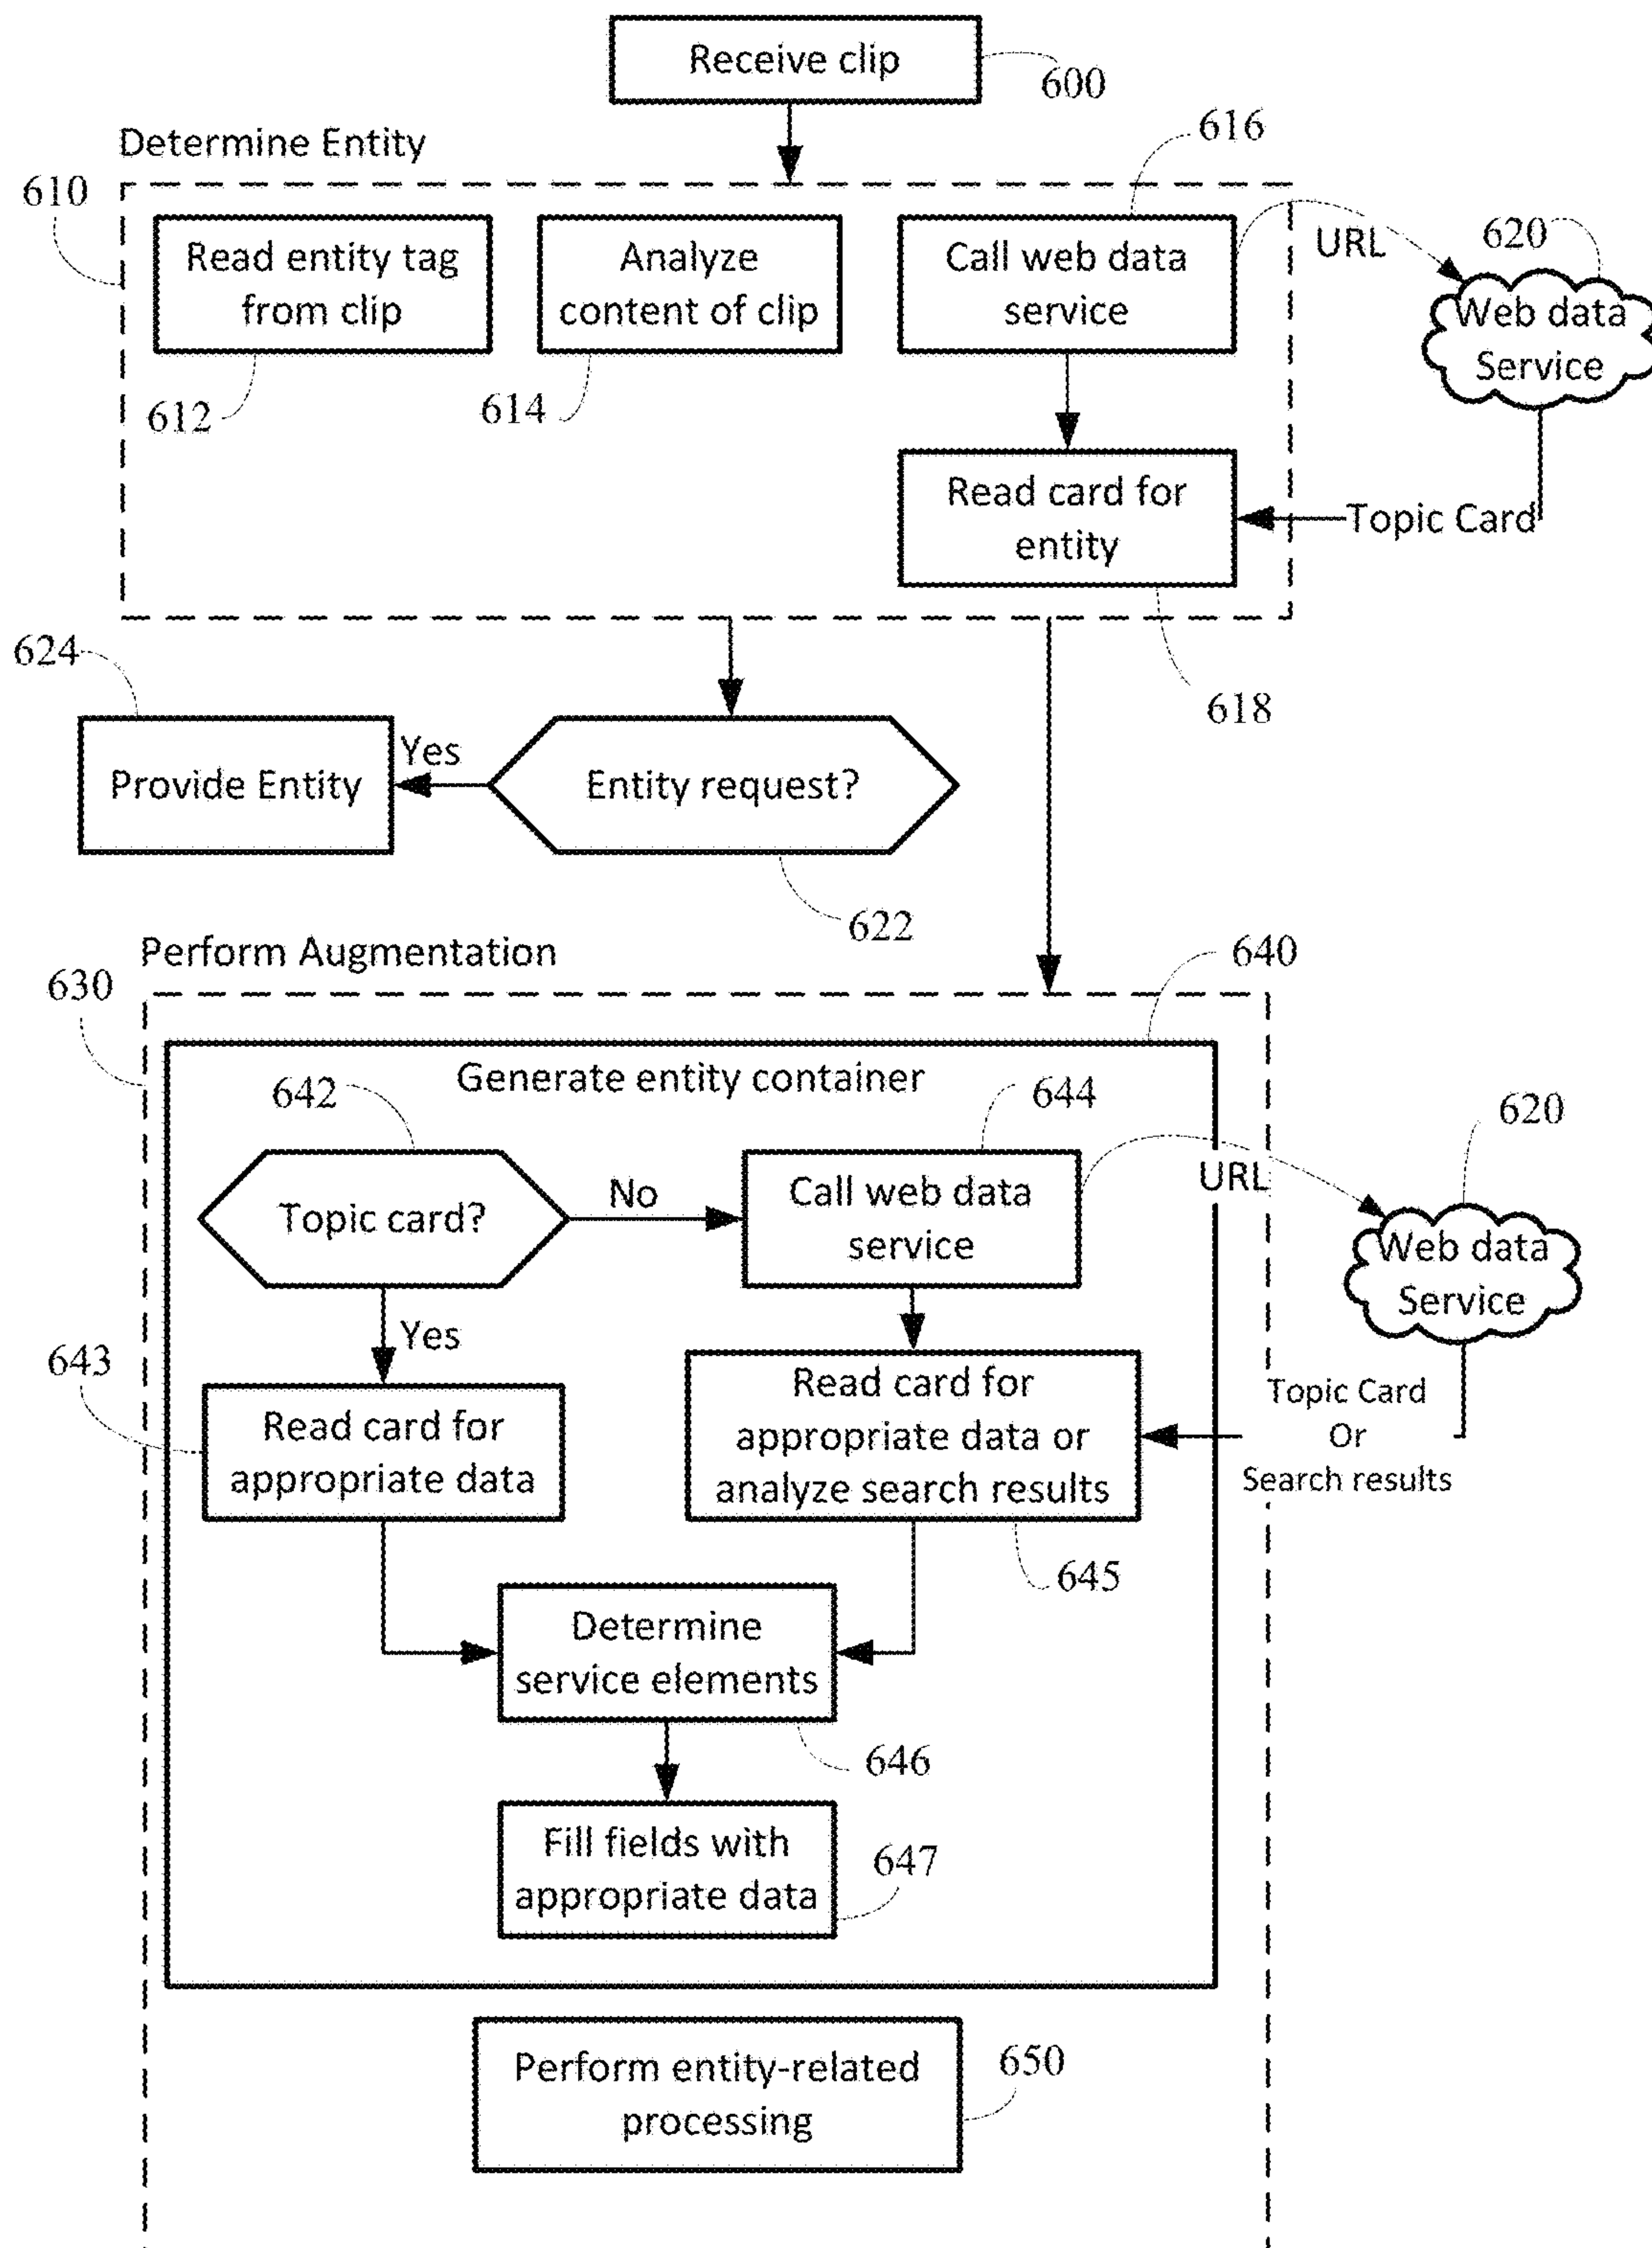 Receive clip
600
Determine Entity
616
610
Read entity tag
from clip
Analyze
content of clip
Call web data
service
URL
620
Web data
Service
612
614
Read card for
entity
Topic Card
618
624
Provide Entity
Yes
Entity request?
622
Perform Augmentation
640
630
Generate entity container
642
644
620
Topic card?
No
Call web data
service
URL
Web data
Service
Yes
643
Read card for
appropriate data
Read card for
appropriate data or
analyze search results
Topic Card
Or
Search results
645
Determine
service elements
646
Fill fields with
appropriate data
647
Perform entity-related
processing
650